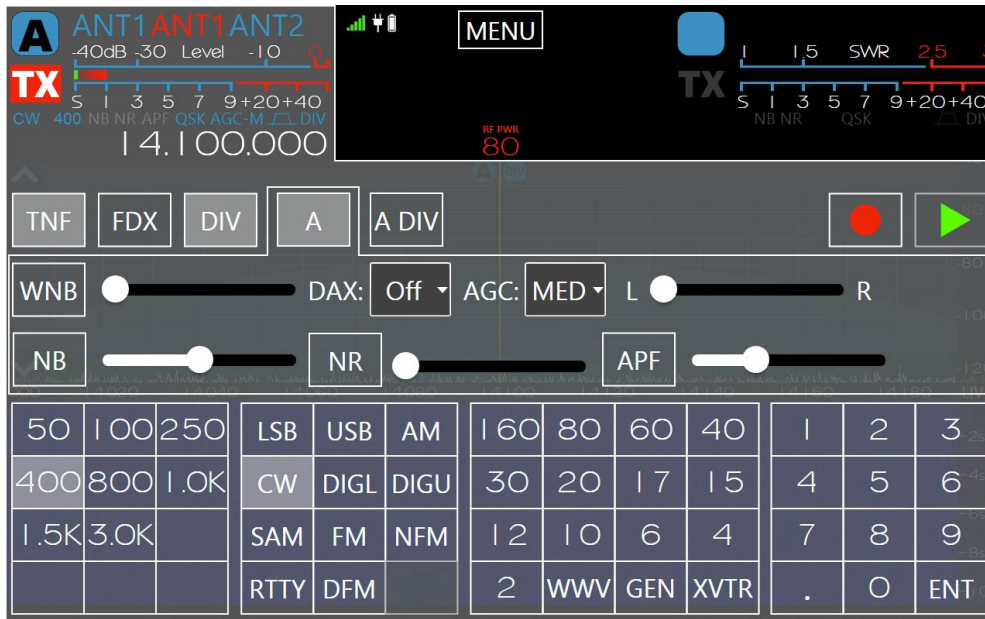 A ANT1 ANT1 ANT2 MENU
-40dB -30 Level -10 0 1 1.5 SWR 2.5
TX TX
S 1 3 5 7 9 +20 +40 S 1 3 5 7 9 +20 +40
CW 400 NB NR APF QSK AGC-M DIV NB NR QSK DIV
RF PWR
14.100.000 80
A DIV
TNF FDX DIV A A DIV
WNB DAX: Off AGC: MED L R
NB NR APF
50 100 250 LSB USB AM 160 80 60 40 1 2 3
400 800 1.0K CW DIGL DIGU 30 20 17 15 4 5 6
1.5K 3.0K SAM FM NFM 12 10 6 4 7 8 9
RTTY DFM 2 WWV GEN XVTR . 0 ENT